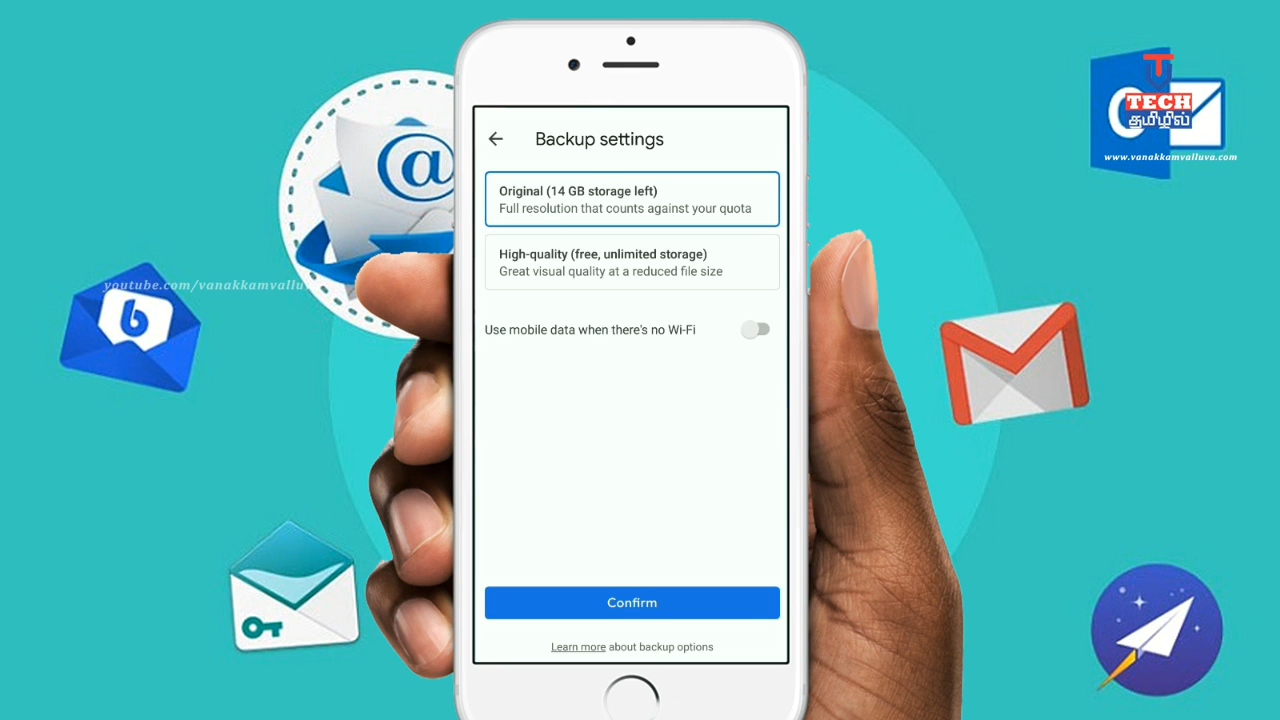 TECH
தமிழில்
www.vanakkamvalluva.com
Backup settings
Original (14 GB storage left)
Full resolution that counts against your quota
High-quality (free, unlimited storage)
Great visual quality at a reduced file size
youtube.com/vanakkamvalluv
Use mobile data when there's no Wi-Fi
Confirm
Learn more about backup options